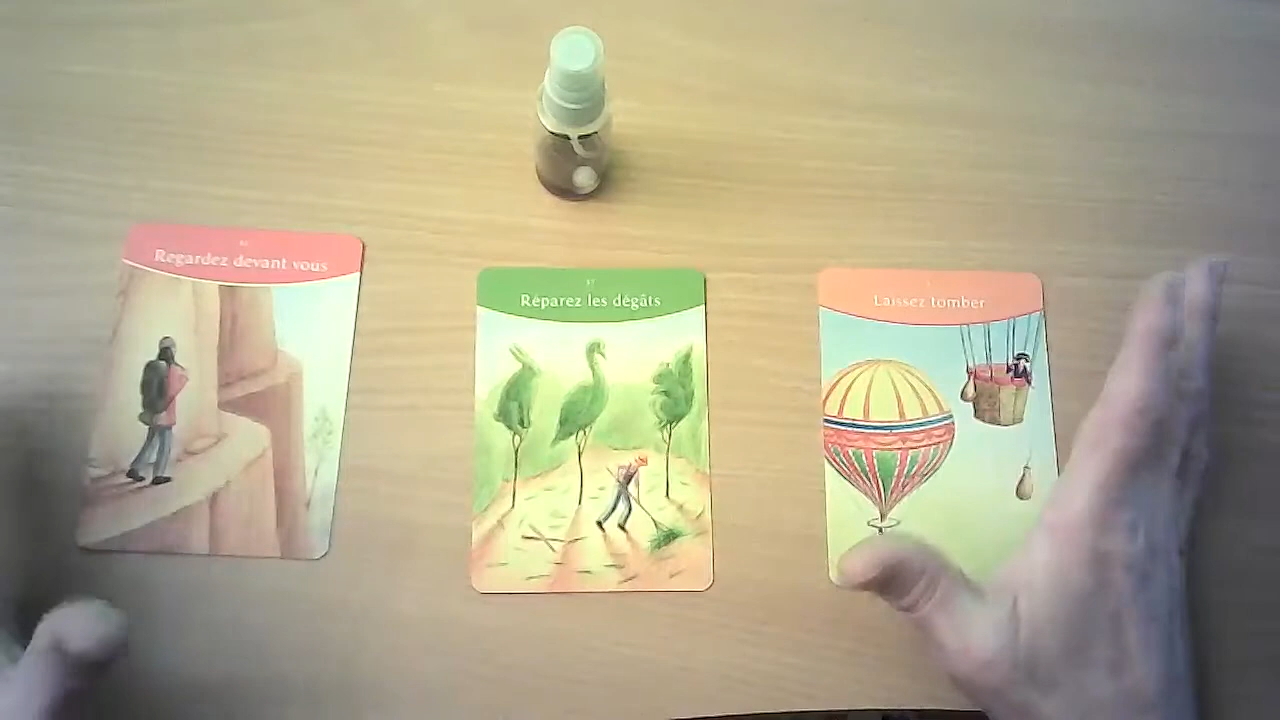 Regardez devant vous
Réparez les dégâts
Laissez tomber